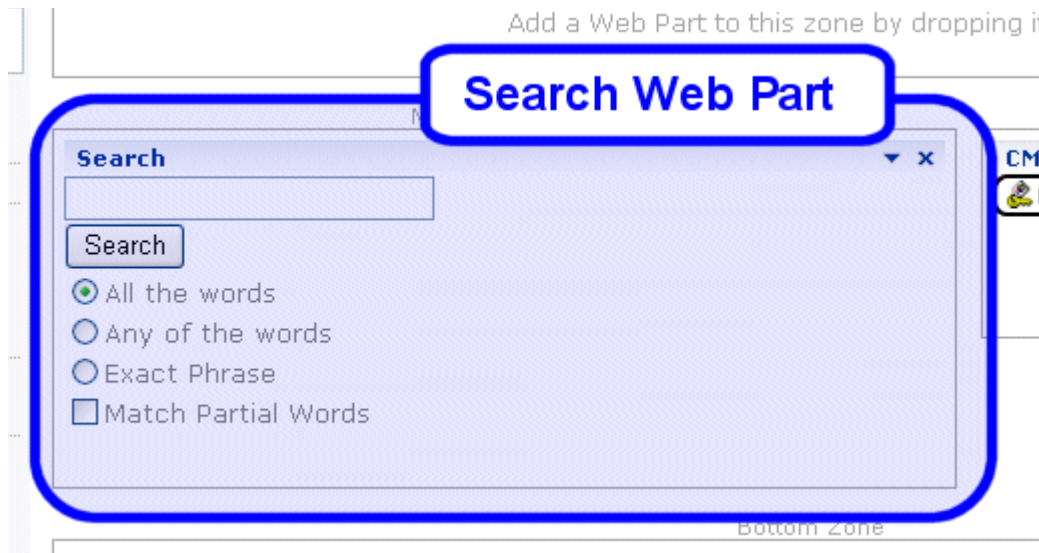 Add a Web Part to this zone by dropping
Search Web Part
Search
CM
Search
All the words
Any of the words
Exact Phrase
Match Partial Words
Bottom Zone